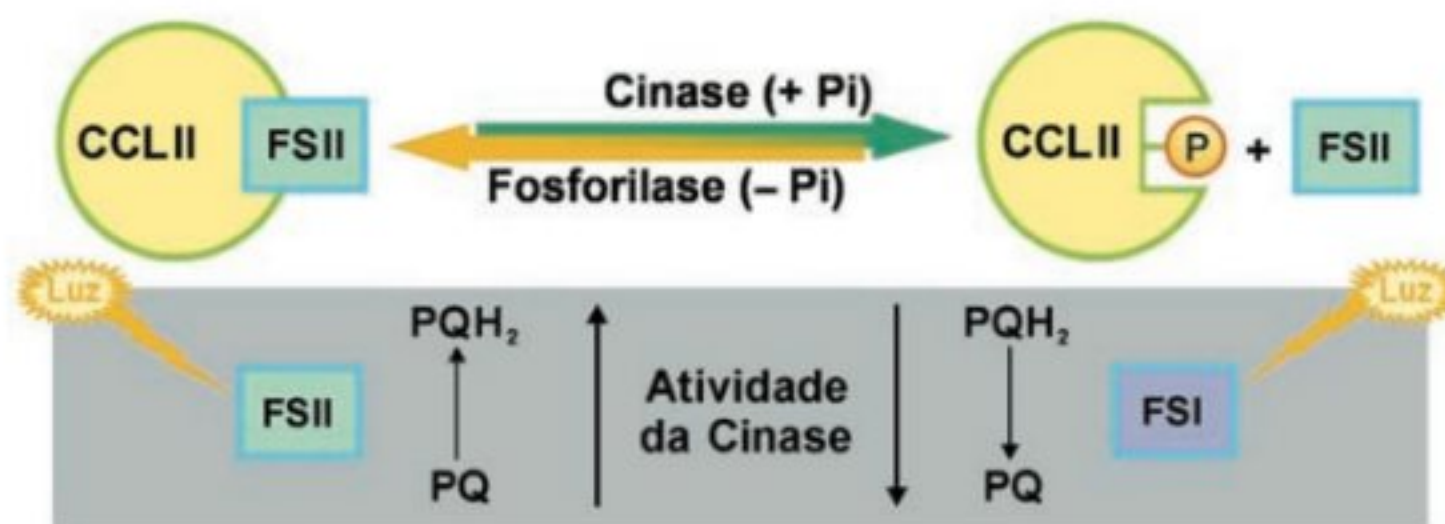 Cinase (+ Pi)
CCLII FSII CCLII P + FSII
Fosforilase (– Pi)
Luz Luz
PQH₂ PQH₂
Atividade
FSII FSI
da Cinase
PQ PQ